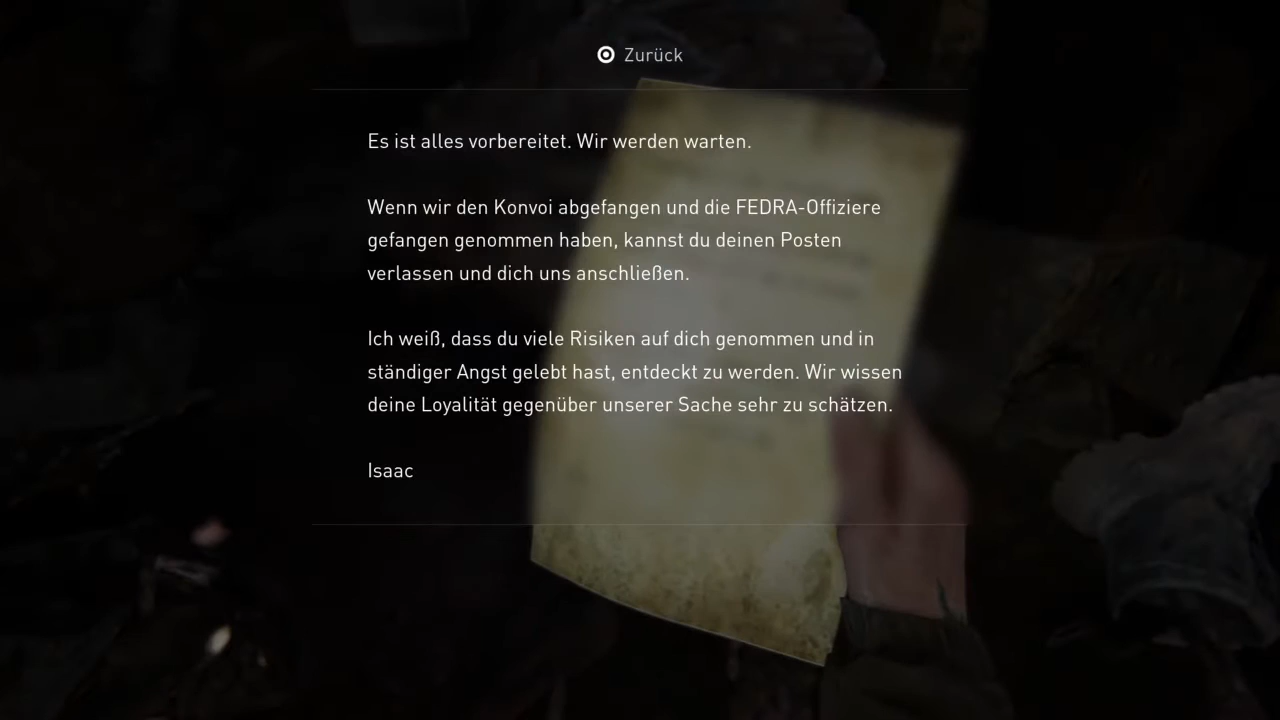 Zurück
Es ist alles vorbereitet. Wir werden warten.
Wenn wir den Konvoi abgefangen und die FEDRA-Offiziere
gefangen genommen haben, kannst du deinen Posten
verlassen und dich uns anschließen.
Ich weiß, dass du viele Risiken auf dich genommen und in
ständiger Angst gelebt hast, entdeckt zu werden. Wir wissen
deine Loyalität gegenüber unserer Sache sehr zu schätzen.
Isaac